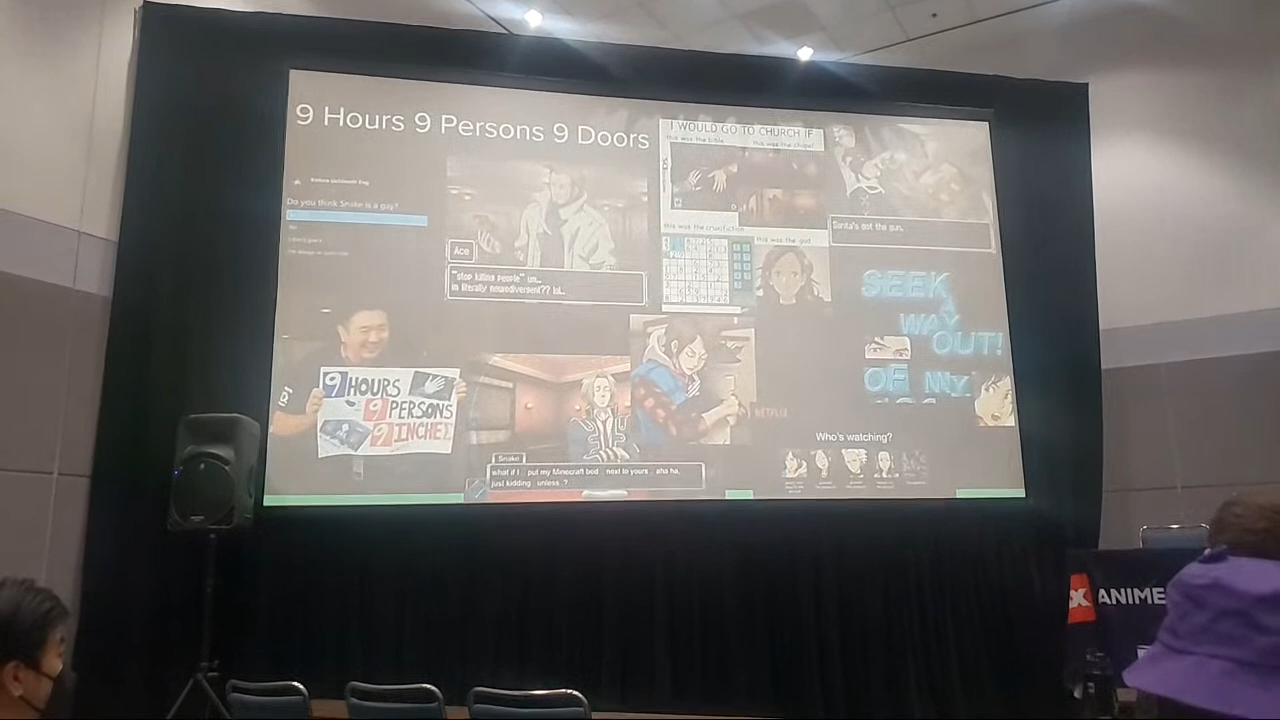 9 Hours 9 Persons 9 Doors
Do you think Snake is a gay?
No
Ace
"stop killing people" um...
im literally neurodivergent?? lol..
I WOULD GO TO CHURCH IF
this was the bible
this was the chapel
this was the crucifiction
this was the god
Santa's got the gun.
SEEK
A
WAY
OUT!
OF MY
9 HOURS
9 PERSONS
9 INCHES
Snake
what if I put my Minecraft bed next to yours aha ha,
just kidding unless ?
NETFLIX
Who's watching?
ANIME